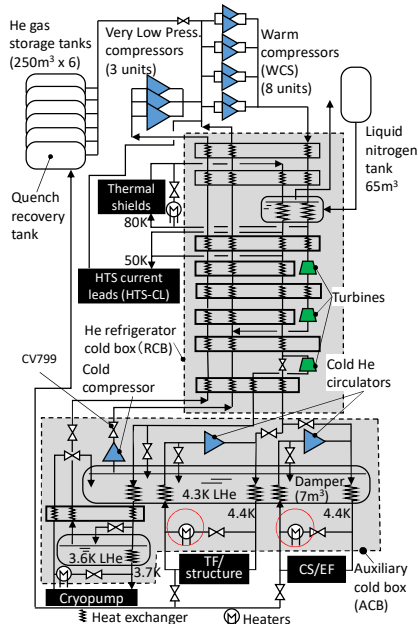 He gas
storage tanks
(250m³ x 6)
Very Low Press.
compressors
(3 units)
Warm
compressors
(WCS)
(8 units)
Liquid
nitrogen
tank
65m³
Quench
recovery
tank
Thermal
shields
80K
50K
HTS current
leads (HTS-CL)
Turbines
He refrigerator
cold box (RCB)
CV799
Cold
compressor
Cold He
circulators
4.3K LHe
Damper
(7m³)
4.4K
4.4K
3.6K LHe
3.7K
TF/
structure
CS/EF
Cryopump
Auxiliary
cold box
(ACB)
Heat exchanger
Heaters